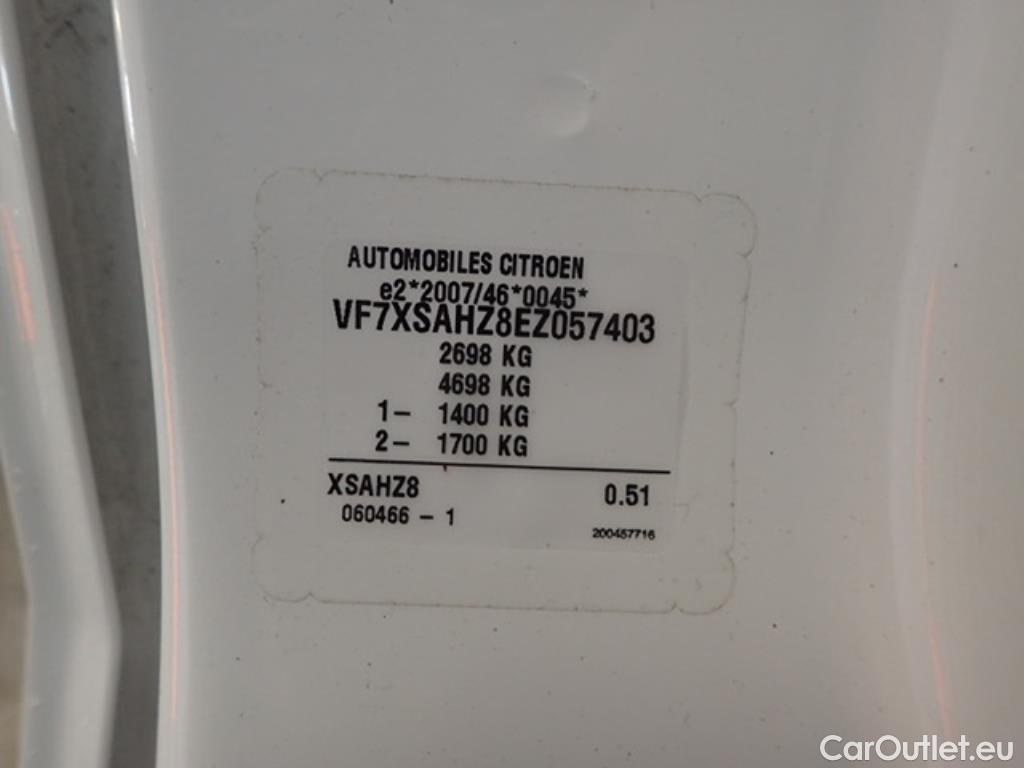 AUTOMOBILES CITROEN
e2*2007/46*0045*
VF7XSAHZ8EZ057403
2698 KG
4698 KG
1- 1400 KG
2- 1700 KG
XSAHZ8 0.51
060466 - 1
200457716
CarOutlet.eu